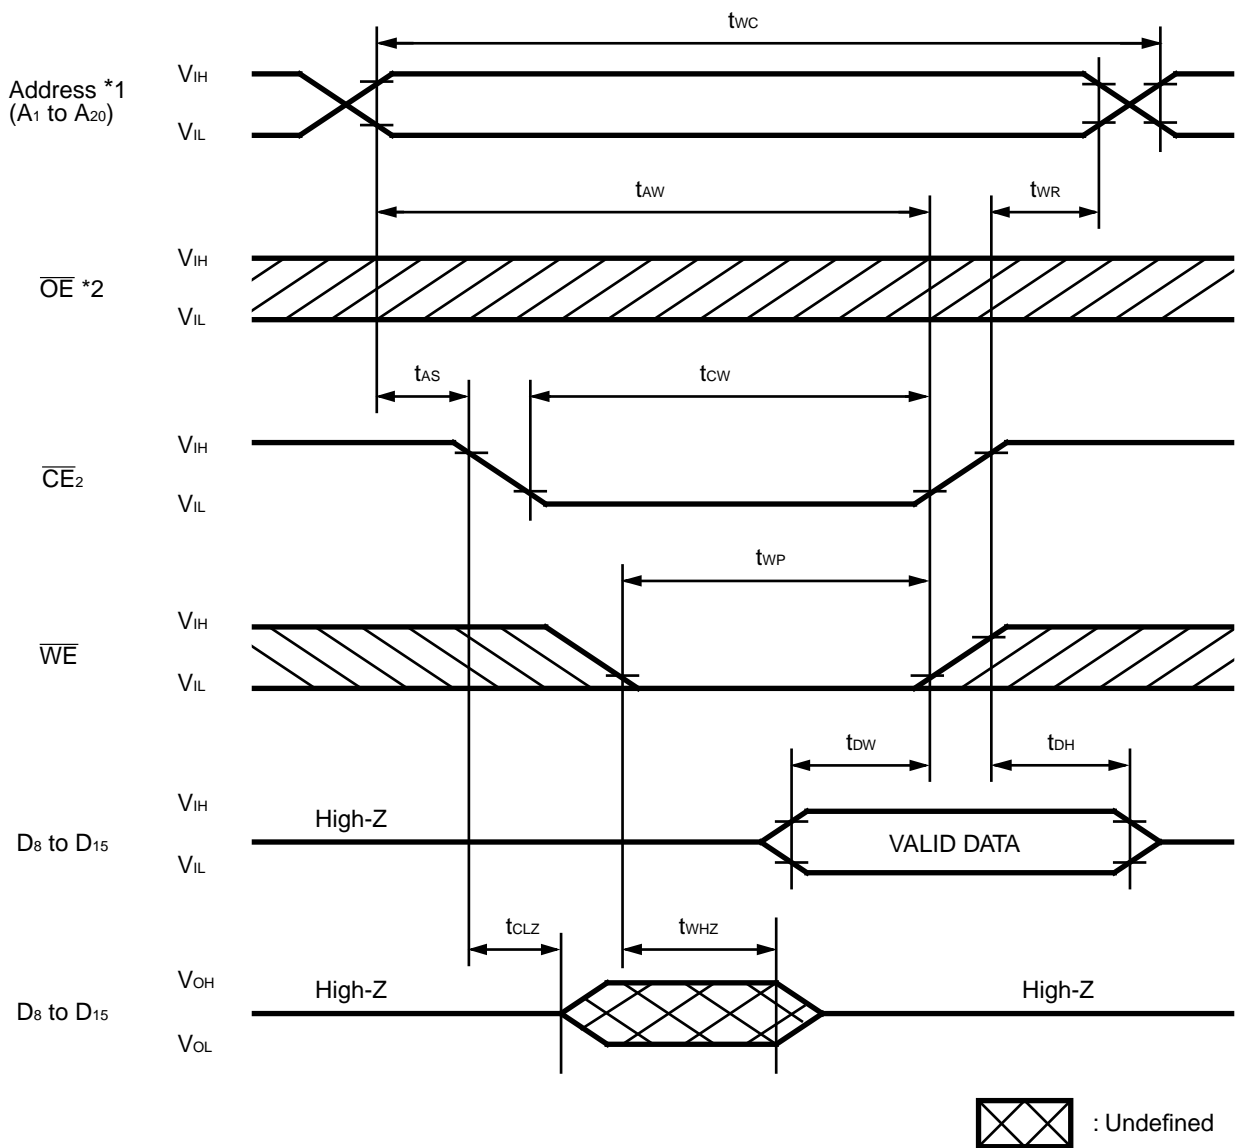 tWC
Address *1
(A1 to A20)
VIH
VIL
tAW
tWR
OE *2
VIH
VIL
tAS
tCW
CE2
VIH
VIL
tWP
WE
VIH
VIL
tDW
tDH
D8 to D15
VIH
VIL
High-Z
VALID DATA
tCLZ
tWHZ
D8 to D15
VOH
VOL
High-Z
High-Z
: Undefined